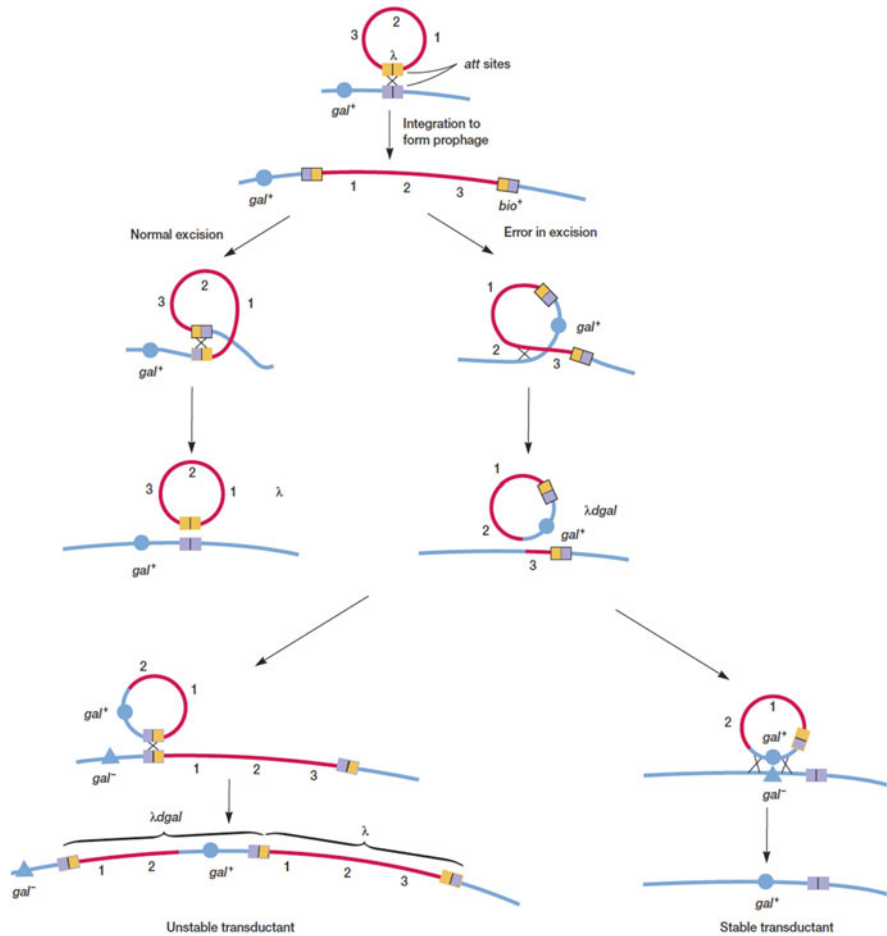 2
3
1
λ
att sites
gal⁺
Integration to
form prophage
gal⁺
1
2
3
bio⁺
Normal excision
Error in excision
2
3
1
gal⁺
1
gal⁺
2
3
2
3
1
λ
gal⁺
1
λdgal
2
gal⁺
3
2
1
gal⁺
gal⁻
1
2
3
λdgal
λ
gal⁻
1
2
gal⁺
1
2
3
Unstable transductant
1
2
gal⁺
gal⁻
gal⁺
Stable transductant